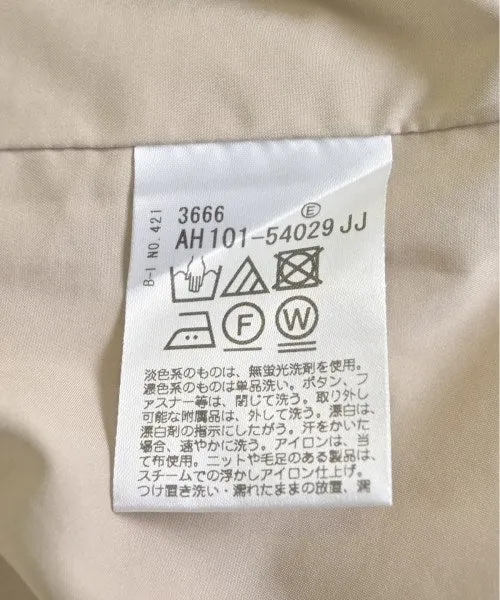 B-I NO.421
3666 E
AH101-54029 JJ
F W
淡色系のものは、無蛍光洗剤を使用。
濃色系のものは単品洗い。ボタン、フ
ァスナー等は、閉じて洗う。取り外し
可能な附属品は、外して洗う。漂白は、
漂白剤の指示にしたがう。汗をかいた
場合、速やかに洗う。アイロンは、当
て布使用。ニットや毛足のある製品は、
スチームでの浮かしアイロン仕上げ。
つけ置き洗い・濡れたままの放置、濡